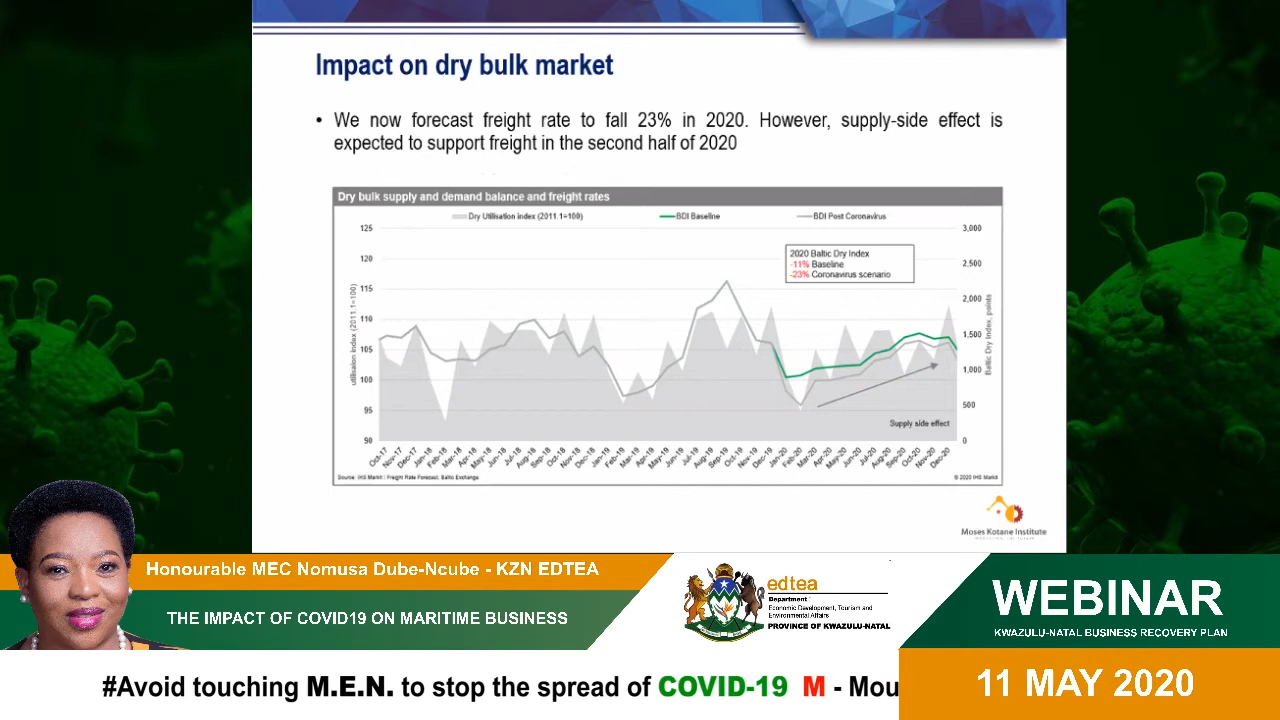 Impact on dry bulk market
• We now forecast freight rate to fall 23% in 2020. However, supply-side effect is
expected to support freight in the second half of 2020
Dry bulk supply and demand balance and freight rates
Dry Utilisation index (2011.1=100) BDI Baseline BDI Post Coronavirus
125 3,000
120 2,500
115 2,000
110 1,500
105 1,000
100 500
95 0
90
utilisation index (2011.1=100)
Baltic Dry Index, points
2020 Baltic Dry Index
-11% Baseline
-23% Coronavirus scenario
Supply side effect
Oct-17 Nov-17 Dec-17 Jan-18 Feb-18 Mar-18 Apr-18 May-18 Jun-18 Jul-18 Aug-18 Sep-18 Oct-18 Nov-18 Dec-18 Jan-19 Feb-19 Mar-19 Apr-19 May-19 Jun-19 Jul-19 Aug-19 Sep-19 Oct-19 Nov-19 Dec-19 Jan-20 Feb-20 Mar-20 Apr-20 May-20 Jun-20 Jul-20 Aug-20 Sep-20 Oct-20 Nov-20 Dec-20
Source: IHS Markit: Freight Rate Forecast, Baltic Exchange © 2020 IHS Markit
Moses Kotane Institute
Honourable MEC Nomusa Dube-Ncube - KZN EDTEA
THE IMPACT OF COVID19 ON MARITIME BUSINESS
edtea
Department:
Economic Development, Tourism and
Environmental Affairs
PROVINCE OF KWAZULU-NATAL
WEBINAR
KWAZULU-NATAL BUSINESS RECOVERY PLAN
#Avoid touching M.E.N. to stop the spread of COVID-19 M - Mou
11 MAY 2020